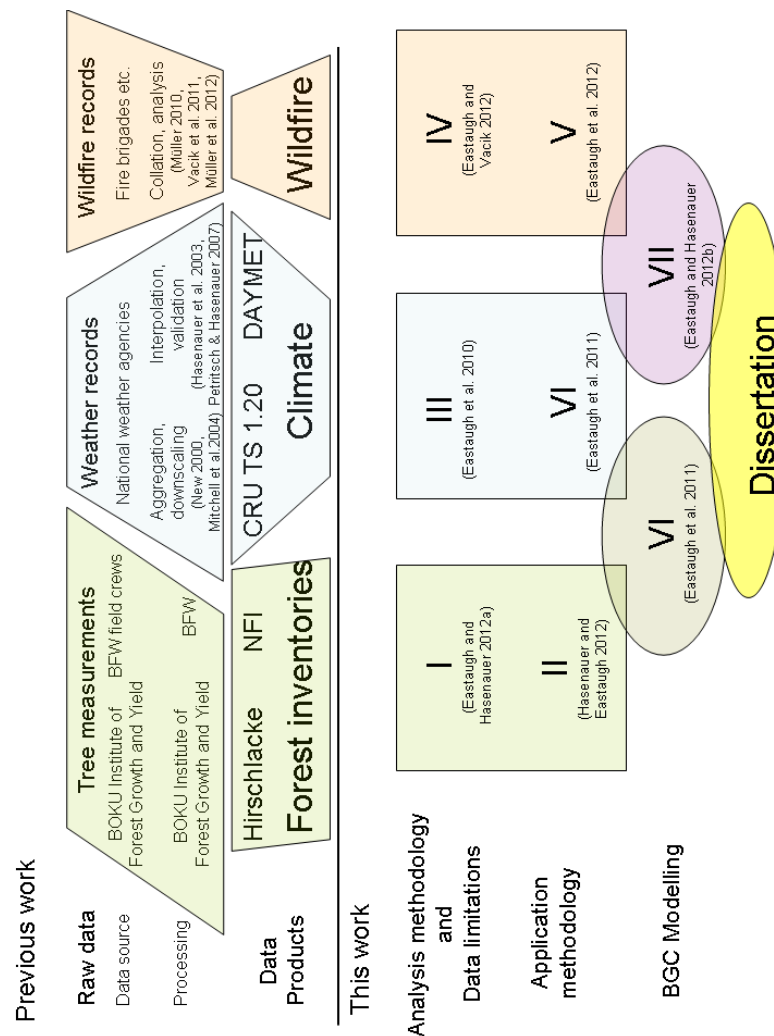 Previous work
Raw data
Data source
Processing
Data
Products
Tree measurements
BOKU Institute of
Forest Growth and Yield
BFW field crews
BOKU Institute of
Forest Growth and Yield
BFW
Hirschlacke
NFI
Forest inventories
Weather records
National weather agencies
Aggregation,
downscaling
(New 2000,
Mitchell et al.2004)
Interpolation,
validation
(Hasenauer et al. 2003,
Petritsch & Hasenauer 2007)
CRU TS 1.20
DAYMET
Climate
Wildfire records
Fire brigades etc.
Collation, analysis
(Müller 2010,
Vacik et al. 2011,
Müller et al. 2012)
Wildfire
This work
Analysis methodology
and
Data limitations
Application
methodology
BGC Modelling
I
(Eastaugh and
Hasenauer 2012a)
II
(Hasenauer and
Eastaugh 2012)
III
(Eastaugh et al. 2010)
VI
(Eastaugh et al. 2011)
IV
(Eastaugh and
Vacik 2012)
V
(Eastaugh et al. 2012)
VI
(Eastaugh et al. 2011)
VII
(Eastaugh and Hasenauer
2012b)
Dissertation